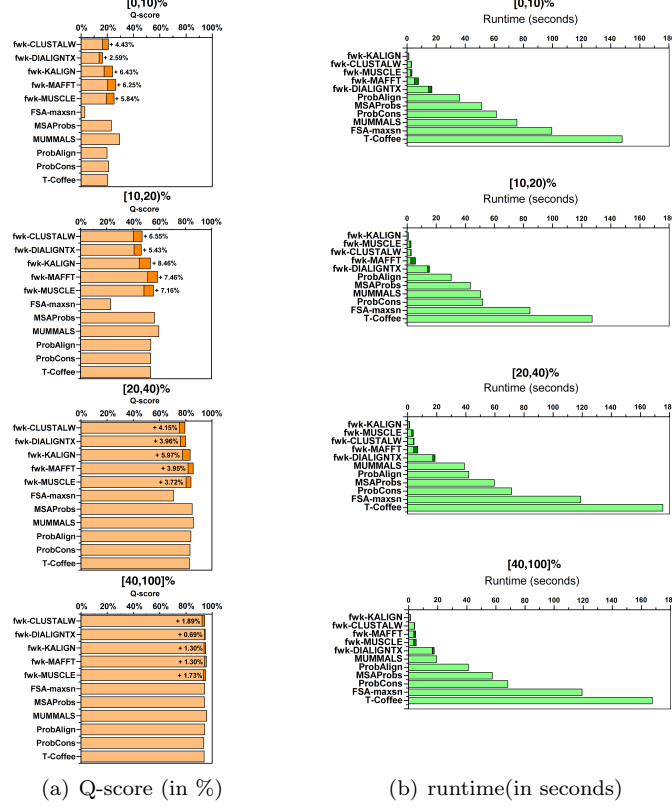 [0,10)%
Q-score
0% 20% 40% 60% 80% 100%
fwk-CLUSTALW + 4.43%
fwk-DIALIGNTX + 2.59%
fwk-KALIGN + 6.43%
fwk-MAFFT + 6.25%
fwk-MUSCLE + 5.84%
FSA-maxsn
MSAProbs
MUMMALS
ProbAlign
ProbCons
T-Coffee
[10,20)%
Q-score
0% 20% 40% 60% 80% 100%
fwk-CLUSTALW + 6.55%
fwk-DIALIGNTX + 5.43%
fwk-KALIGN + 8.46%
fwk-MAFFT + 7.46%
fwk-MUSCLE + 7.16%
FSA-maxsn
MSAProbs
MUMMALS
ProbAlign
ProbCons
T-Coffee
[20,40)%
Q-score
0% 20% 40% 60% 80% 100%
fwk-CLUSTALW + 4.15%
fwk-DIALIGNTX + 3.96%
fwk-KALIGN + 5.97%
fwk-MAFFT + 3.95%
fwk-MUSCLE + 3.72%
FSA-maxsn
MSAProbs
MUMMALS
ProbAlign
ProbCons
T-Coffee
[40,100]%
Q-score
0% 20% 40% 60% 80% 100%
fwk-CLUSTALW + 1.89%
fwk-DIALIGNTX + 0.69%
fwk-KALIGN + 1.30%
fwk-MAFFT + 1.30%
fwk-MUSCLE + 1.73%
FSA-maxsn
MSAProbs
MUMMALS
ProbAlign
ProbCons
T-Coffee
(a) Q-score (in %)
[0,10)%
Runtime (seconds)
0 20 40 60 80 100 120 140 160 180
fwk-KALIGN
fwk-CLUSTALW
fwk-MUSCLE
fwk-MAFFT
fwk-DIALIGNTX
ProbAlign
MSAProbs
ProbCons
MUMMALS
FSA-maxsn
T-Coffee
[10,20)%
Runtime (seconds)
0 20 40 60 80 100 120 140 160 180
fwk-KALIGN
fwk-MUSCLE
fwk-CLUSTALW
fwk-MAFFT
fwk-DIALIGNTX
ProbAlign
MSAProbs
MUMMALS
ProbCons
FSA-maxsn
T-Coffee
[20,40)%
Runtime (seconds)
0 20 40 60 80 100 120 140 160 180
fwk-KALIGN
fwk-MUSCLE
fwk-CLUSTALW
fwk-MAFFT
fwk-DIALIGNTX
MUMMALS
ProbAlign
MSAProbs
ProbCons
FSA-maxsn
T-Coffee
[40,100]%
Runtime (seconds)
0 20 40 60 80 100 120 140 160
fwk-KALIGN
fwk-CLUSTALW
fwk-MAFFT
fwk-MUSCLE
fwk-DIALIGNTX
MUMMALS
ProbAlign
MSAProbs
ProbCons
FSA-maxsn
T-Coffee
(b) runtime(in seconds)